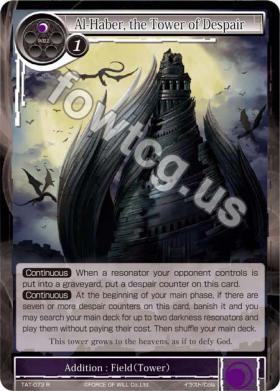 Al-Haber, the Tower of Despair
WILL
1
fowtcg.us
Continuous When a resonator your opponent controls is
put into a graveyard, put a despair counter on this card.
Continuous At the beginning of your main phase, if there are
seven or more despair counters on this card, banish it and you
may search your main deck for up to two darkness resonators and
play them without paying their cost. Then shuffle your main deck.
This tower grows to the heavens, as if to defy God.
Addition : Field(Tower)
TAT-073 R
©FORCE OF WILL Co.,Ltd.